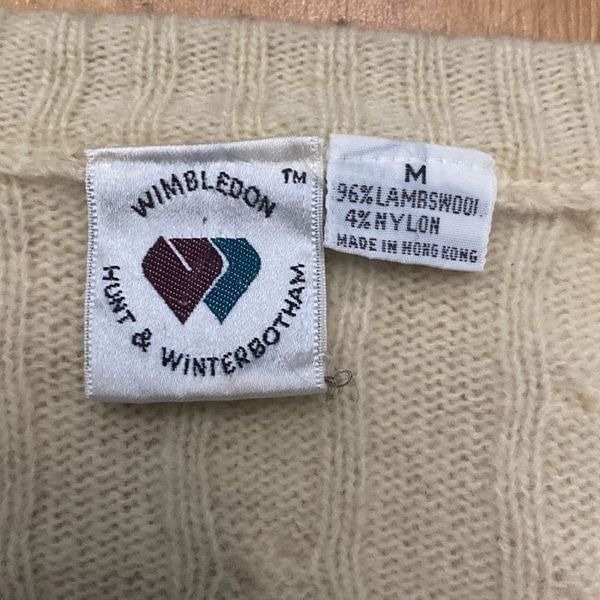 WIMBLEDON ™
HUNT & WINTERBOTHAM
M
96% LAMBSWOOL
4% NYLON
MADE IN HONG KONG